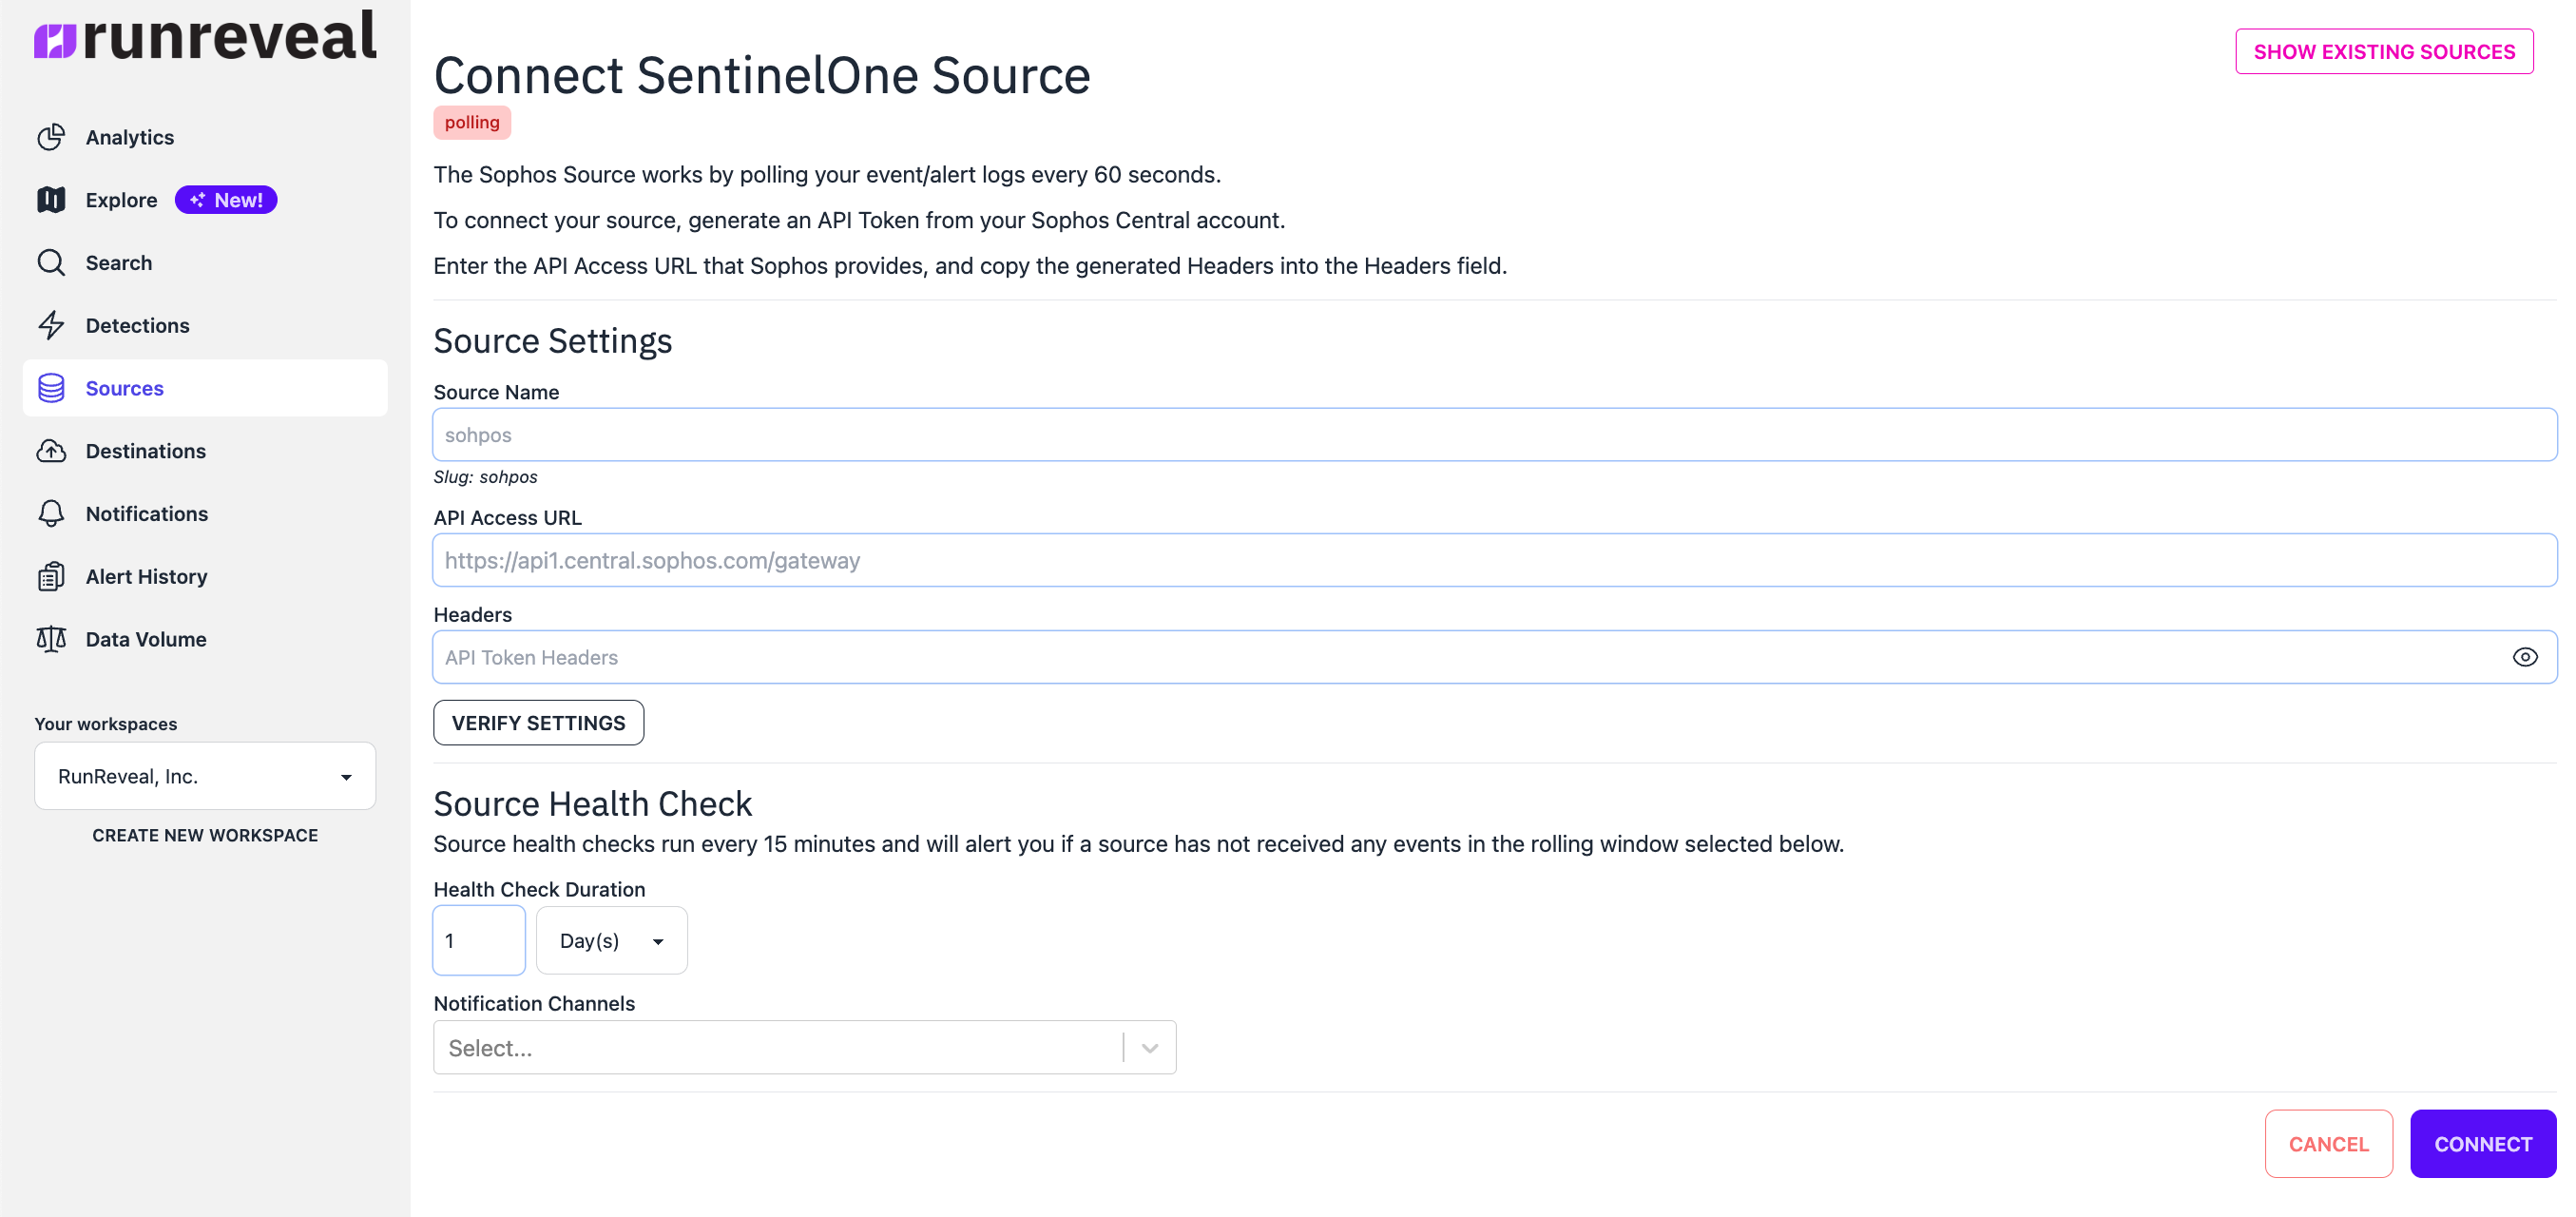 runreveal
Analytics
Explore New!
Search
Detections
Sources
Destinations
Notifications
Alert History
Data Volume
Your workspaces
RunReveal, Inc.
CREATE NEW WORKSPACE
SHOW EXISTING SOURCES
Connect SentinelOne Source
polling
The Sophos Source works by polling your event/alert logs every 60 seconds.
To connect your source, generate an API Token from your Sophos Central account.
Enter the API Access URL that Sophos provides, and copy the generated Headers into the Headers field.
Source Settings
Source Name
sohpos
Slug: sohpos
API Access URL
https://api1.central.sophos.com/gateway
Headers
API Token Headers
VERIFY SETTINGS
Source Health Check
Source health checks run every 15 minutes and will alert you if a source has not received any events in the rolling window selected below.
Health Check Duration
1 Day(s)
Notification Channels
Select...
CANCEL CONNECT